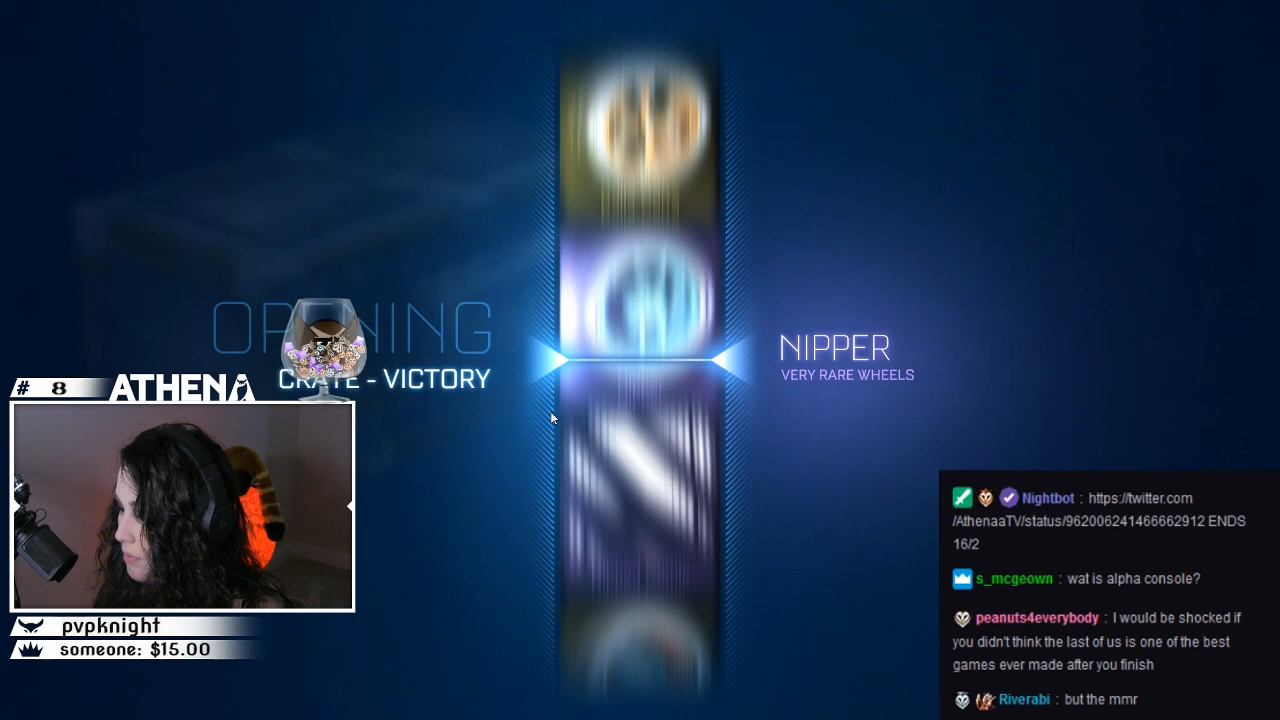 OPENING
CRATE - VICTORY
NIPPER
VERY RARE WHEELS
# 8 ATHENA
pvpknight
someone: $15.00
Nightbot : https://twitter.com
/AthenaaTV/status/962006241466662912 ENDS
16/2
s_mcgeown : wat is alpha console?
peanuts4everybody : I would be shocked if
you didn't think the last of us is one of the best
games ever made after you finish
Riverabi : but the mmr